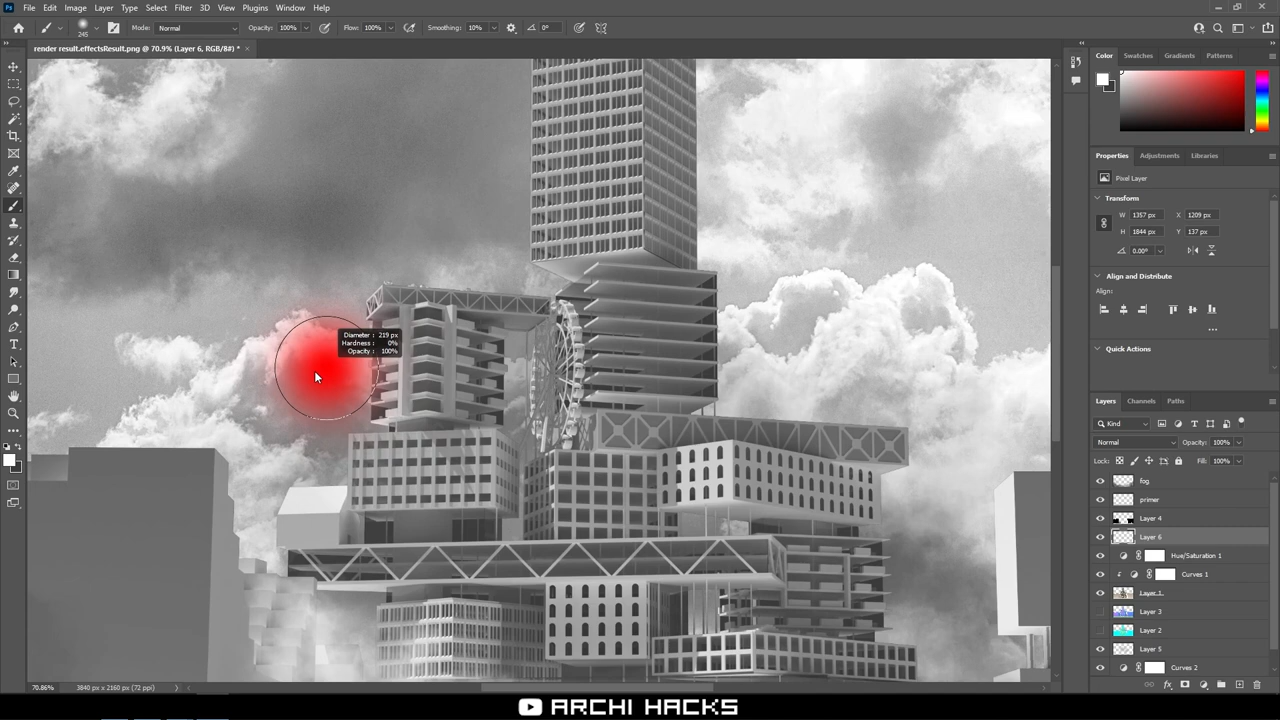 Ps File Edit Image Layer Type Select Filter 3D View Plugins Window Help
245 Mode: Normal Opacity: 100% Flow: 100% Smoothing: 10% 0°
render result.effectsResult.png @ 70.9% (Layer 6, RGB/8#) * ×
Color Swatches Gradients Patterns
Properties Adjustments Libraries
Pixel Layer
Transform
W 1357 px X 1209 px
H 1844 px Y 137 px
0.00°
Align and Distribute
Align:
Quick Actions
Diameter : 219 px
Hardness : 0%
Opacity : 100%
Layers Channels Paths
Kind
Normal Opacity: 100%
Lock: Fill: 100%
fog
primer
Layer 4
Layer 6
Hue/Saturation 1
Curves 1
Layer 1
Layer 3
Layer 2
Layer 5
Curves 2
fx
70.86% 3840 px x 2160 px (72 ppi)
ARCHI HACKS